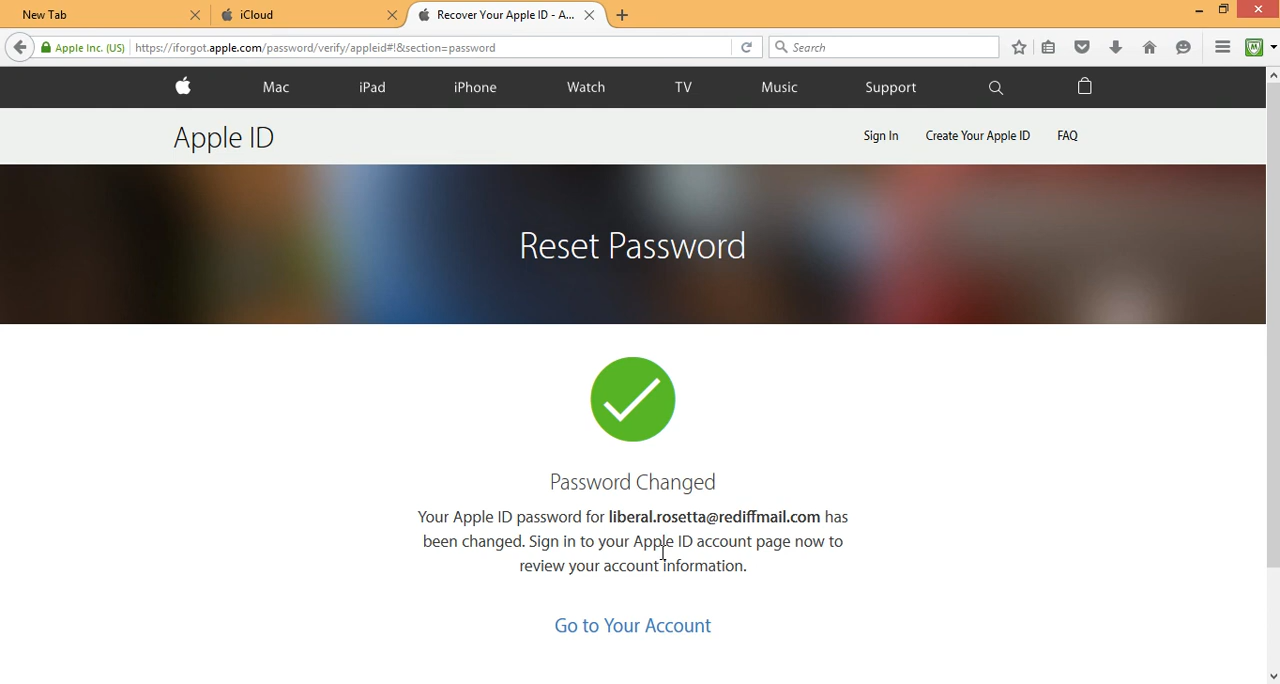 New Tab iCloud Recover Your Apple ID - A...
Apple Inc. (US) https://iforgot.apple.com/password/verify/appleid#!&section=password Search
Mac iPad iPhone Watch TV Music Support
Apple ID Sign In Create Your Apple ID FAQ
Reset Password
Password Changed
Your Apple ID password for liberal.rosetta@rediffmail.com has
been changed. Sign in to your Apple ID account page now to
review your account information.
Go to Your Account